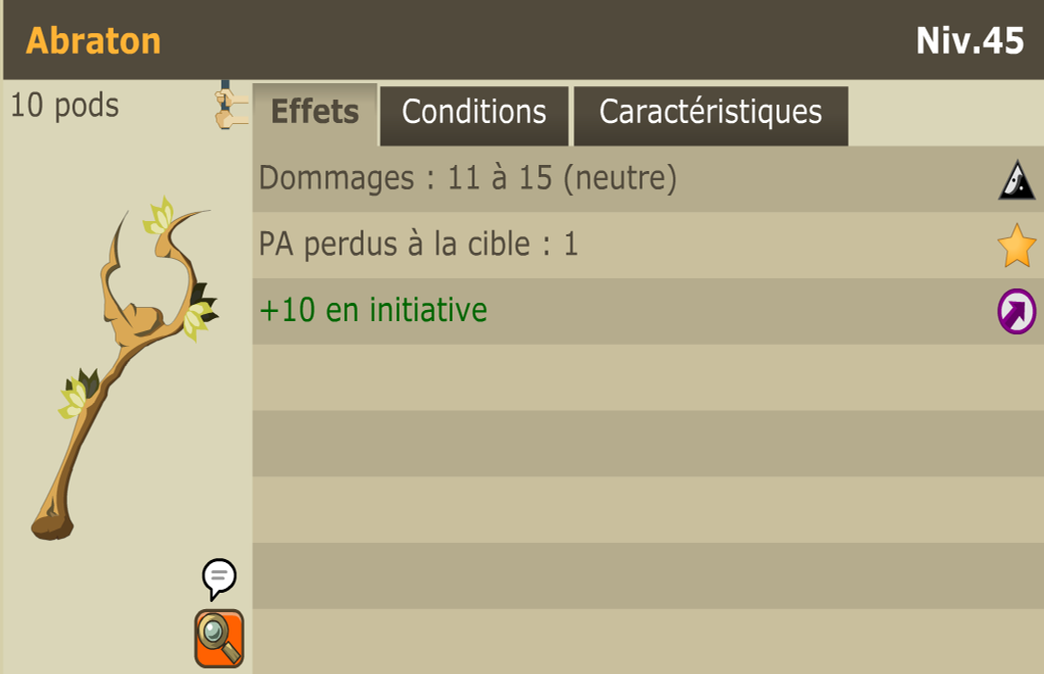 Abraton
Niv.45
10 pods
Effets
Conditions
Caractéristiques
Dommages : 11 à 15 (neutre)
PA perdus à la cible : 1
+10 en initiative